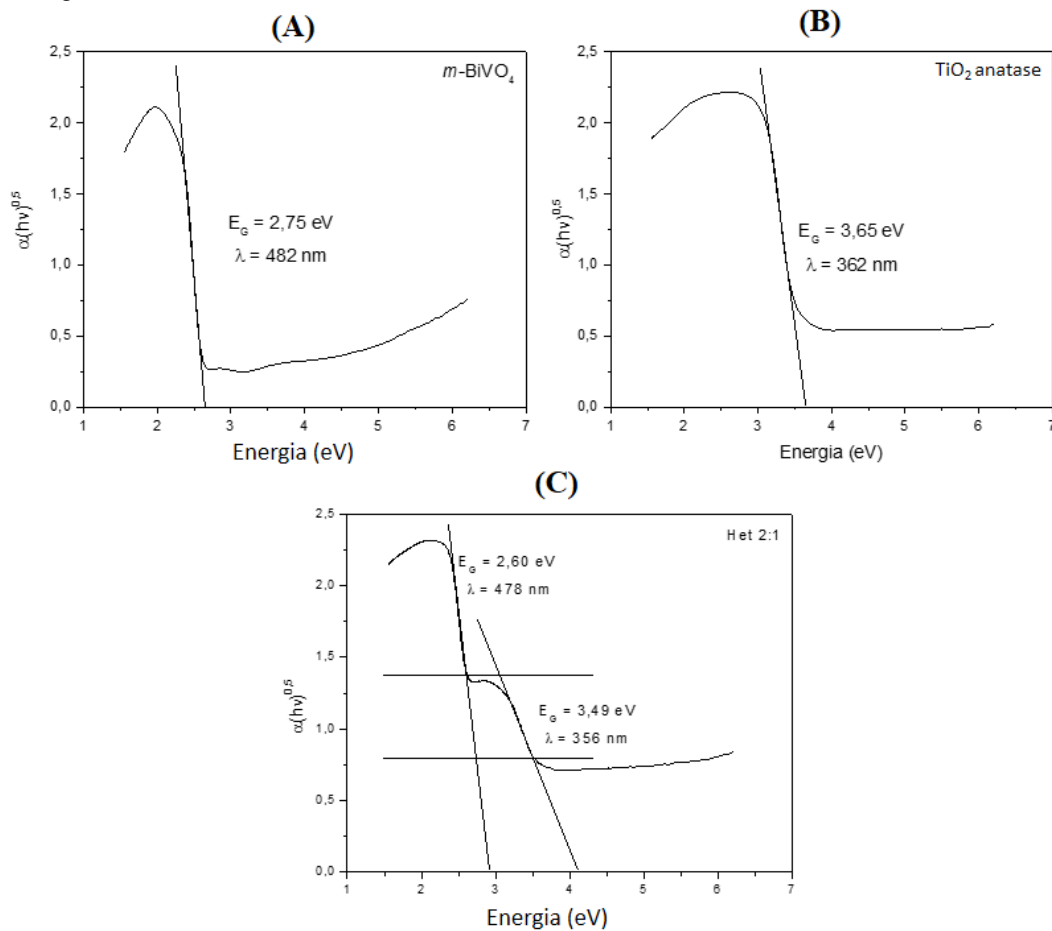 (A)
m-BiVO₄
2,5
2,0
1,5
1,0
0,5
0,0
α(hν)^0,5
E_G = 2,75 eV
λ = 482 nm
1 2 3 4 5 6 7
Energia (eV)
(B)
TiO₂ anatase
2,5
2,0
1,5
1,0
0,5
0,0
α(hν)^0,5
E_G = 3,65 eV
λ = 362 nm
1 2 3 4 5 6 7
Energia (eV)
(C)
Het 2:1
2,5
2,0
1,5
1,0
0,5
0,0
α(hν)^0,5
E_G = 2,60 eV
λ = 478 nm
E_G = 3,49 eV
λ = 356 nm
1 2 3 4 5 6 7
Energia (eV)